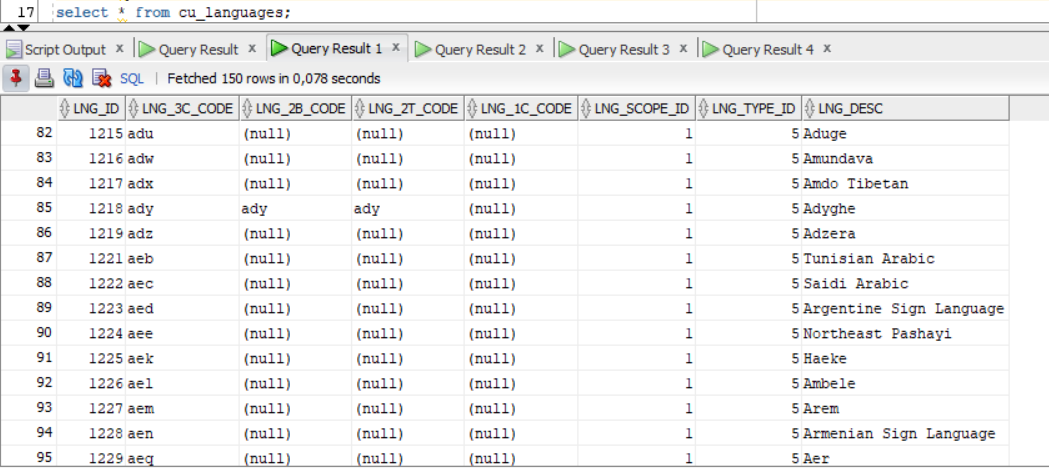 17 select * from cu_languages;
Script Output x Query Result x Query Result 1 x Query Result 2 x Query Result 3 x Query Result 4 x
SQL | Fetched 150 rows in 0,078 seconds
LNG_ID LNG_3C_CODE LNG_2B_CODE LNG_2T_CODE LNG_1C_CODE LNG_SCOPE_ID LNG_TYPE_ID LNG_DESC
82 1215 adu (null) (null) (null) 1 5 Aduge
83 1216 adw (null) (null) (null) 1 5 Amundava
84 1217 adx (null) (null) (null) 1 5 Amdo Tibetan
85 1218 ady ady ady (null) 1 5 Adyghe
86 1219 adz (null) (null) (null) 1 5 Adzera
87 1221 aeb (null) (null) (null) 1 5 Tunisian Arabic
88 1222 aec (null) (null) (null) 1 5 Saidi Arabic
89 1223 aed (null) (null) (null) 1 5 Argentine Sign Language
90 1224 aee (null) (null) (null) 1 5 Northeast Pashayi
91 1225 aek (null) (null) (null) 1 5 Haeke
92 1226 ael (null) (null) (null) 1 5 Ambele
93 1227 aem (null) (null) (null) 1 5 Arem
94 1228 aen (null) (null) (null) 1 5 Armenian Sign Language
95 1229 aeq (null) (null) (null) 1 5 Aer